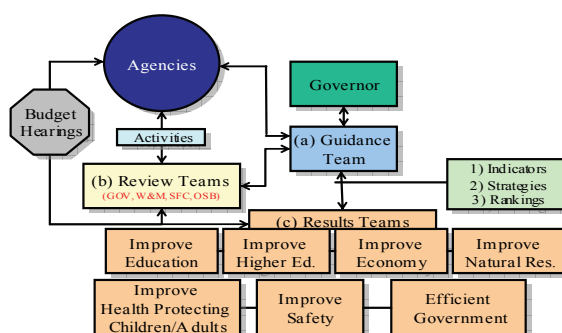 Agencies
Governor
Budget
Hearings
Activities
(a) Guidance
Team
(b) Review Teams
(GOV, W&M, SFC, OSB)
1) Indicators
2) Strategies
3) Rankings
(c) Results Teams
Improve
Education
Improve
Higher Ed.
Improve
Economy
Improve
Natural Res.
Improve
Health Protecting
Children/Adults
Improve
Safety
Efficient
Government